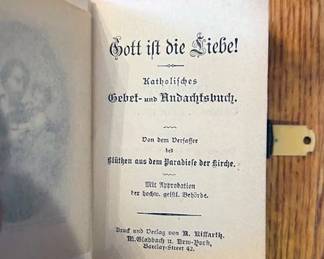 Gott ist die Liebe!
Katholisches
Gebet- und Andachtsbuch.
Von dem Verfasser
des
Blüthen aus dem Paradiese der Kirche.
Mit Approbation
der hochw. geistl. Behörde.
Druck und Verlag von A. Riffarth,
M.Gladbach u. New-York,
Barclay-Street 42.